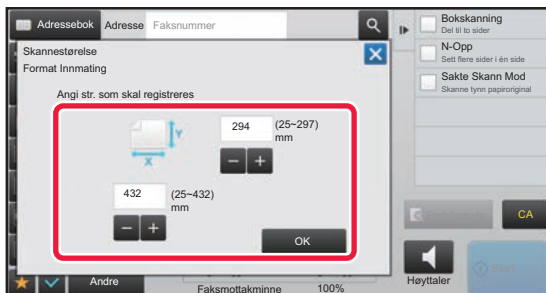 Adressebok Adresse Faksnummer
Skannestørelse
Format Innmating
Angi str. som skal registreres
Y
X
294 (25~297)
mm
432 (25~432)
mm
OK
Andre
Faksmottakminne 100%
Bokskanning
Del til to sider
N-Opp
Sett flere sider i én side
Sakte Skann Mod
Skanne tynn papiroriginal
CA
Høyttaler
Start